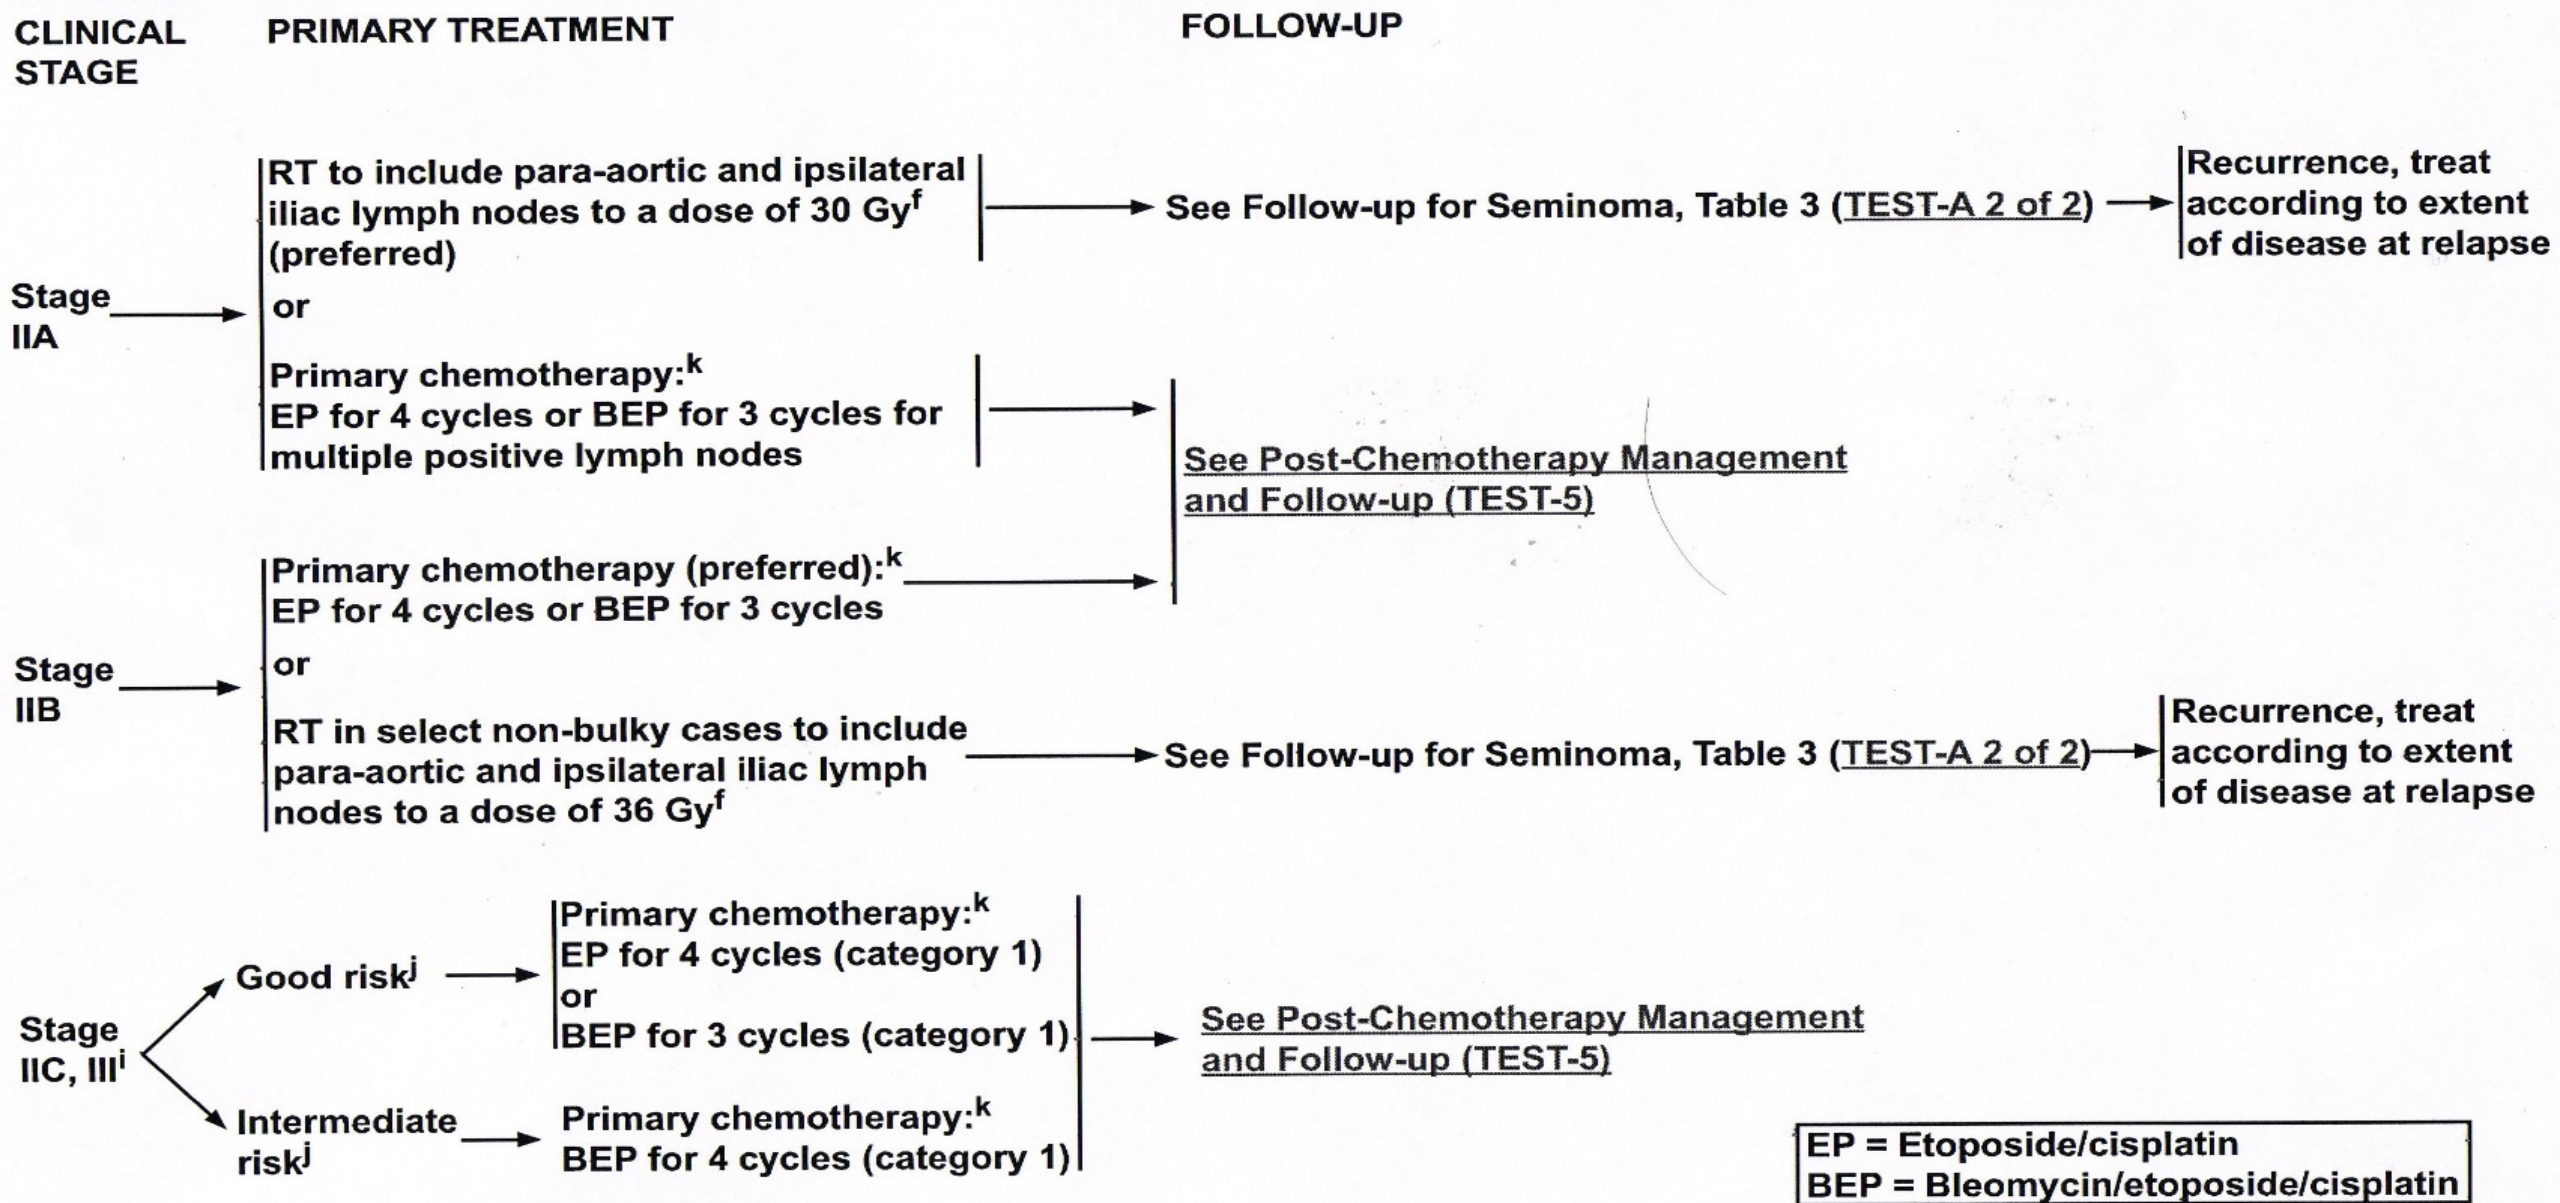 CLINICAL STAGE
PRIMARY TREATMENT
FOLLOW-UP
Stage
IIA
RT to include para-aortic and ipsilateral
iliac lymph nodes to a dose of 30 Gyᶠ
(preferred)
See Follow-up for Seminoma, Table 3 (TEST-A 2 of 2)
Recurrence, treat
according to extent
of disease at relapse
or
Primary chemotherapy:ᵏ
EP for 4 cycles or BEP for 3 cycles for
multiple positive lymph nodes
See Post-Chemotherapy Management
and Follow-up (TEST-5)
Stage
IIB
Primary chemotherapy (preferred):ᵏ
EP for 4 cycles or BEP for 3 cycles
or
RT in select non-bulky cases to include
para-aortic and ipsilateral iliac lymph
nodes to a dose of 36 Gyᶠ
See Follow-up for Seminoma, Table 3 (TEST-A 2 of 2)
Recurrence, treat
according to extent
of disease at relapse
Stage
IIC, IIIⁱ
Good riskʲ
Primary chemotherapy:ᵏ
EP for 4 cycles (category 1)
or
BEP for 3 cycles (category 1)
Intermediate
riskʲ
Primary chemotherapy:ᵏ
BEP for 4 cycles (category 1)
See Post-Chemotherapy Management
and Follow-up (TEST-5)
EP = Etoposide/cisplatin
BEP = Bleomycin/etoposide/cisplatin